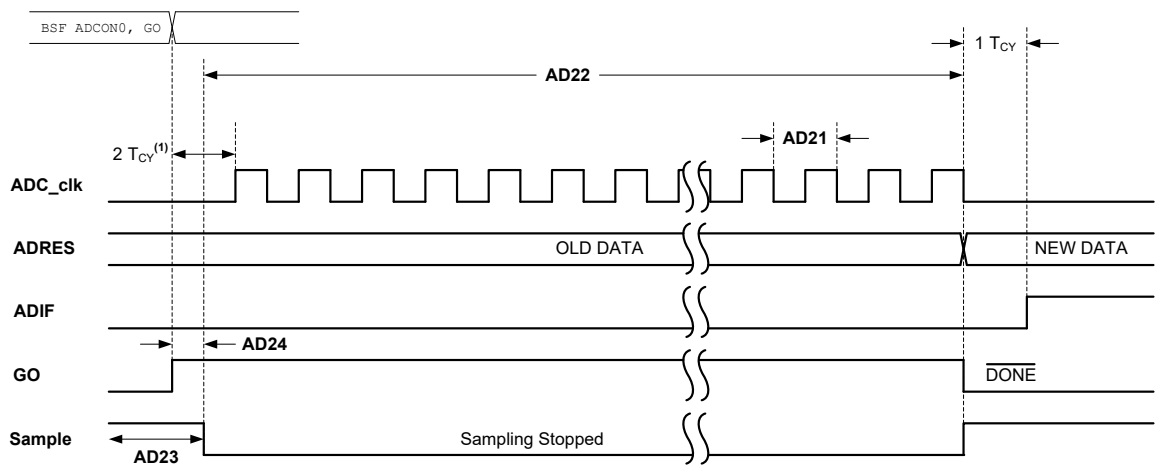 BSF ADCON0, GO
1 TCY
AD22
AD21
2 TCY(1)
ADC_clk
ADRES
OLD DATA
NEW DATA
ADIF
AD24
GO
DONE
Sample
Sampling Stopped
AD23